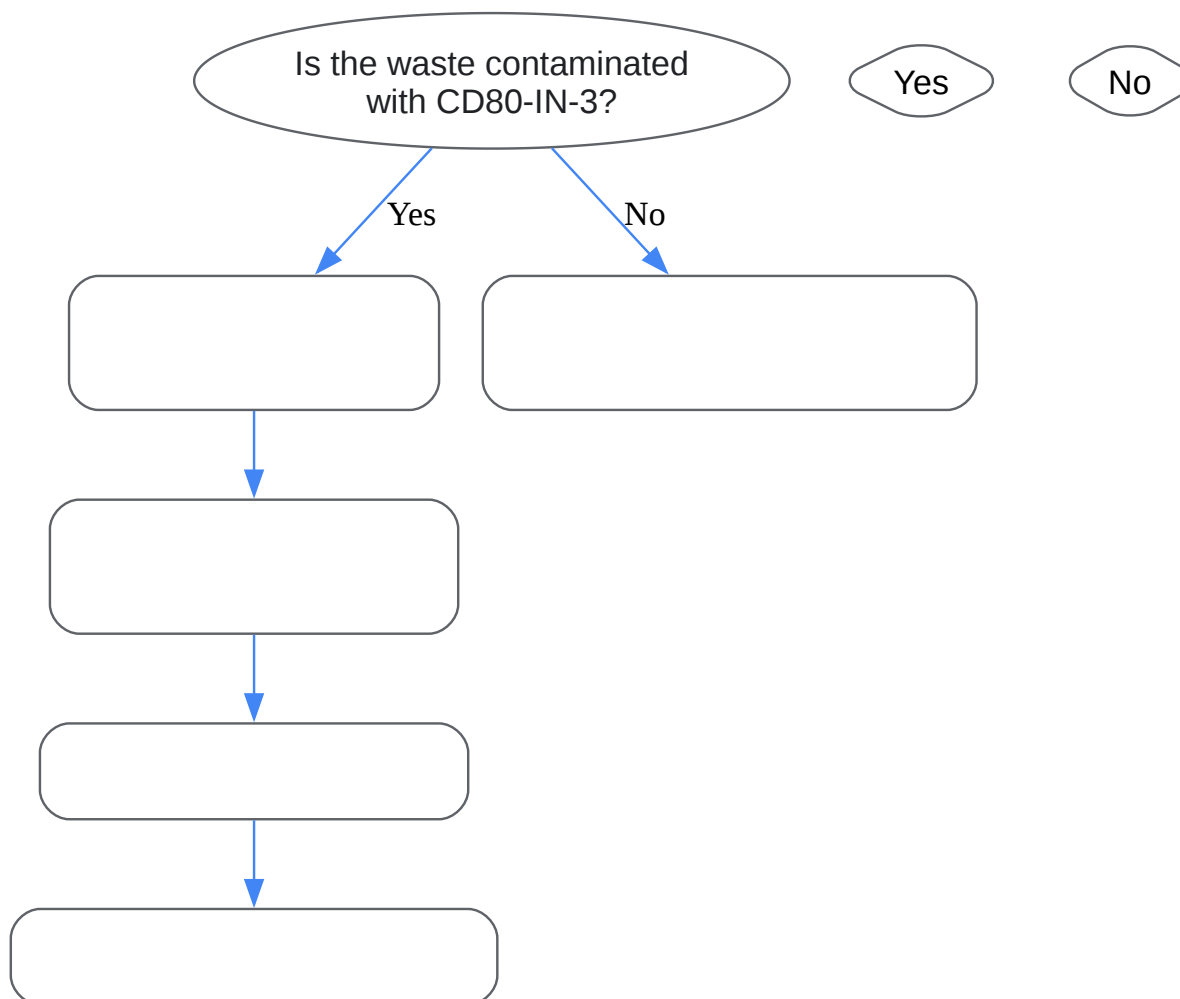 Is the waste contaminated
with CD80-IN-3?
Yes
No
Yes
No